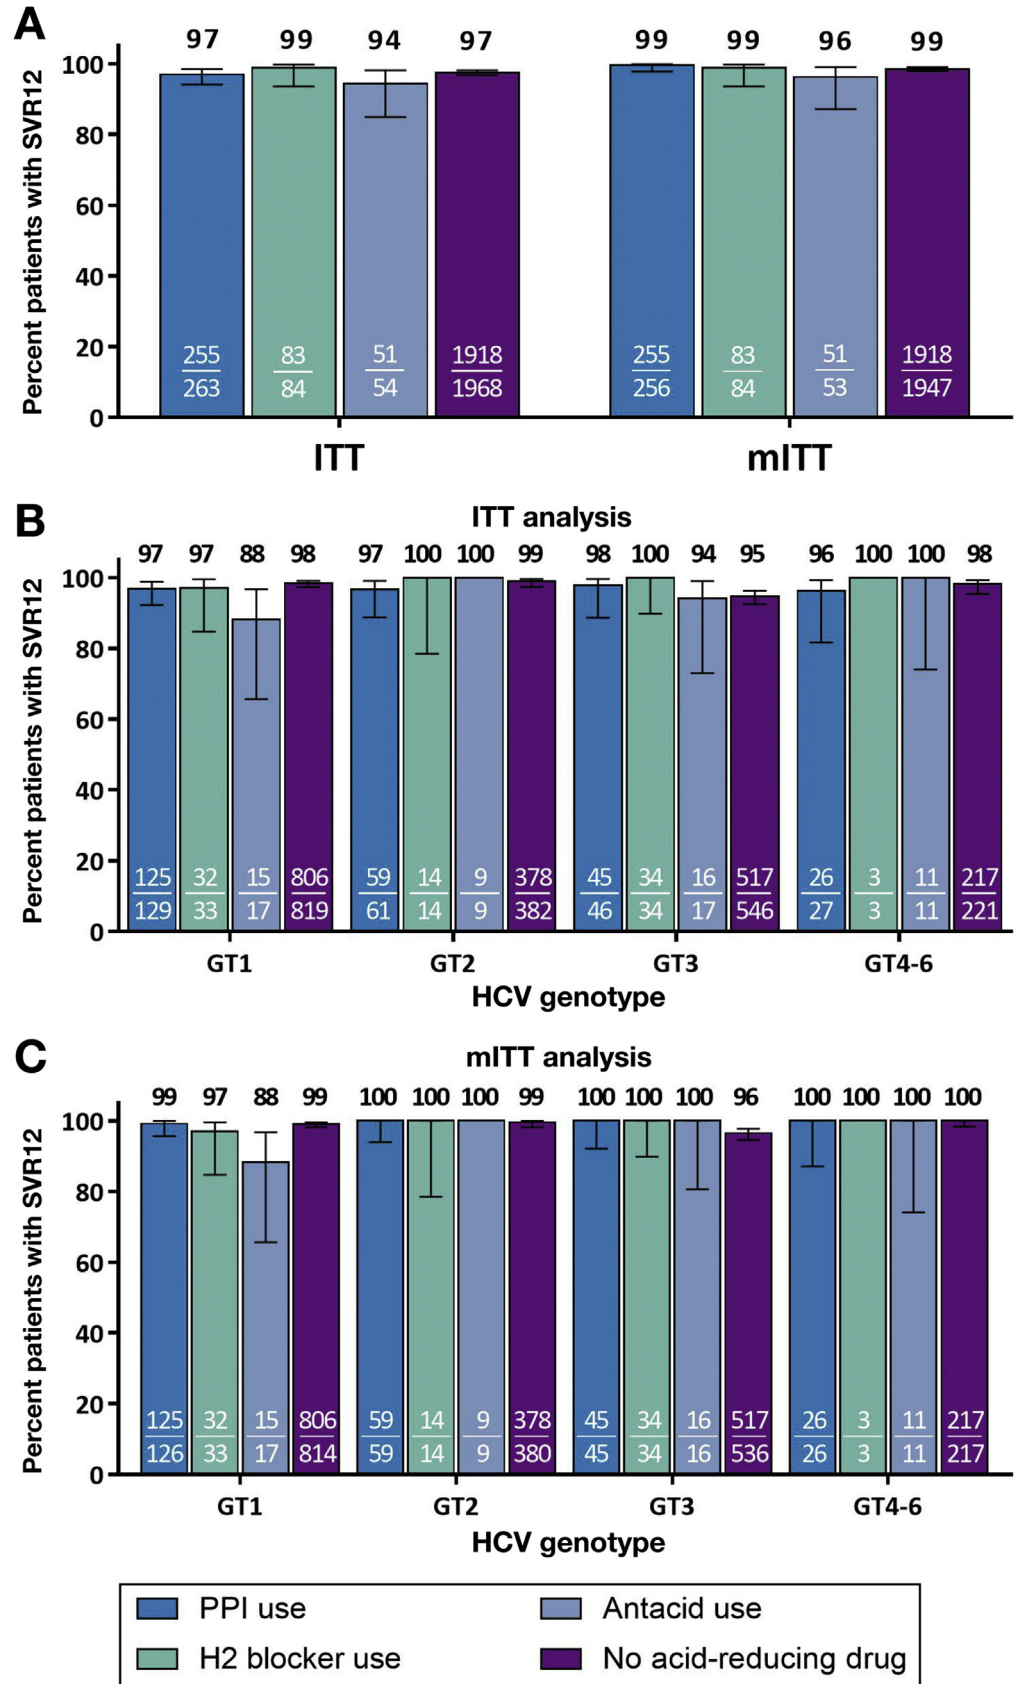 A
97 99 94 97 99 99 96 99
Percent patients with SVR12
100
80
60
40
20
0
255 83 51 1918 255 83 51 1918
263 84 54 1968 256 84 53 1947
ITT mITT
B
ITT analysis
97 97 88 98 97 100 100 99 98 100 94 95 96 100 100 98
Percent patients with SVR12
100
80
60
40
20
0
125 32 15 806 59 14 9 378 45 34 16 517 26 3 11 217
129 33 17 819 61 14 9 382 46 34 17 546 27 3 11 221
GT1 GT2 GT3 GT4-6
HCV genotype
C
mITT analysis
99 97 88 99 100 100 100 99 100 100 100 96 100 100 100 100
Percent patients with SVR12
100
80
60
40
20
0
125 32 15 806 59 14 9 378 45 34 16 517 26 3 11 217
126 33 17 814 59 14 9 380 45 34 16 536 26 3 11 217
GT1 GT2 GT3 GT4-6
HCV genotype
PPI use Antacid use
H2 blocker use No acid-reducing drug